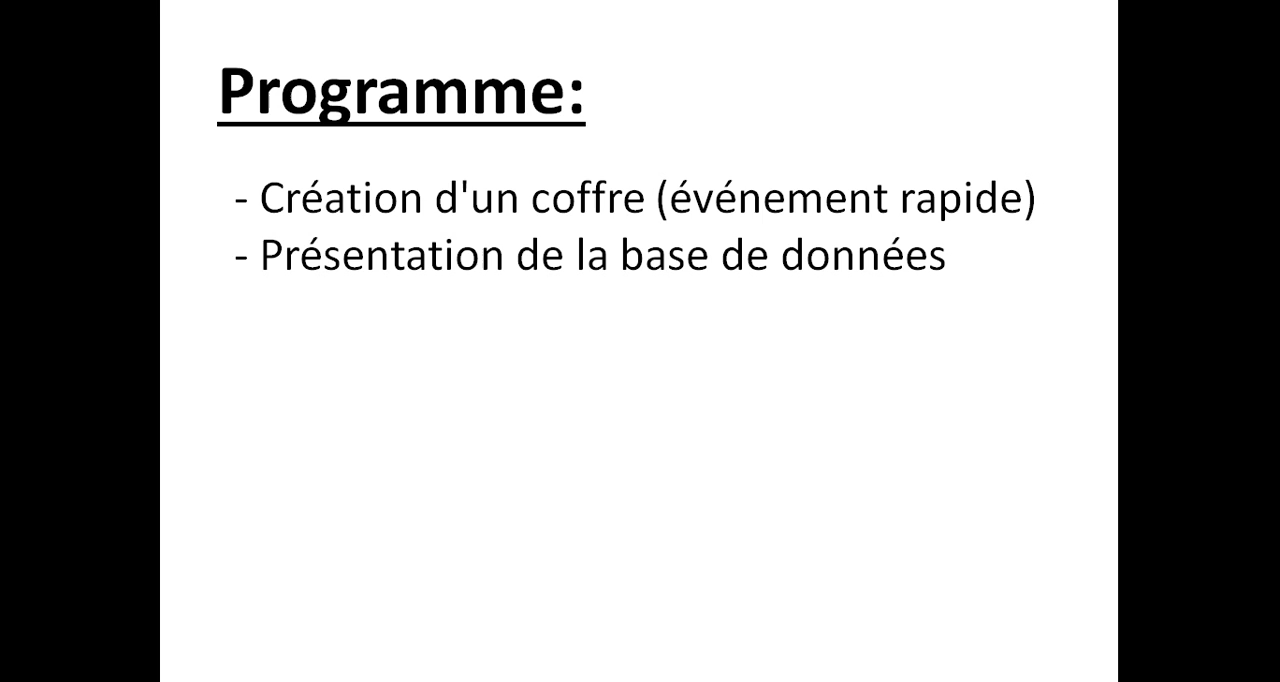 Programme:
- Création d'un coffre (événement rapide)
- Présentation de la base de données